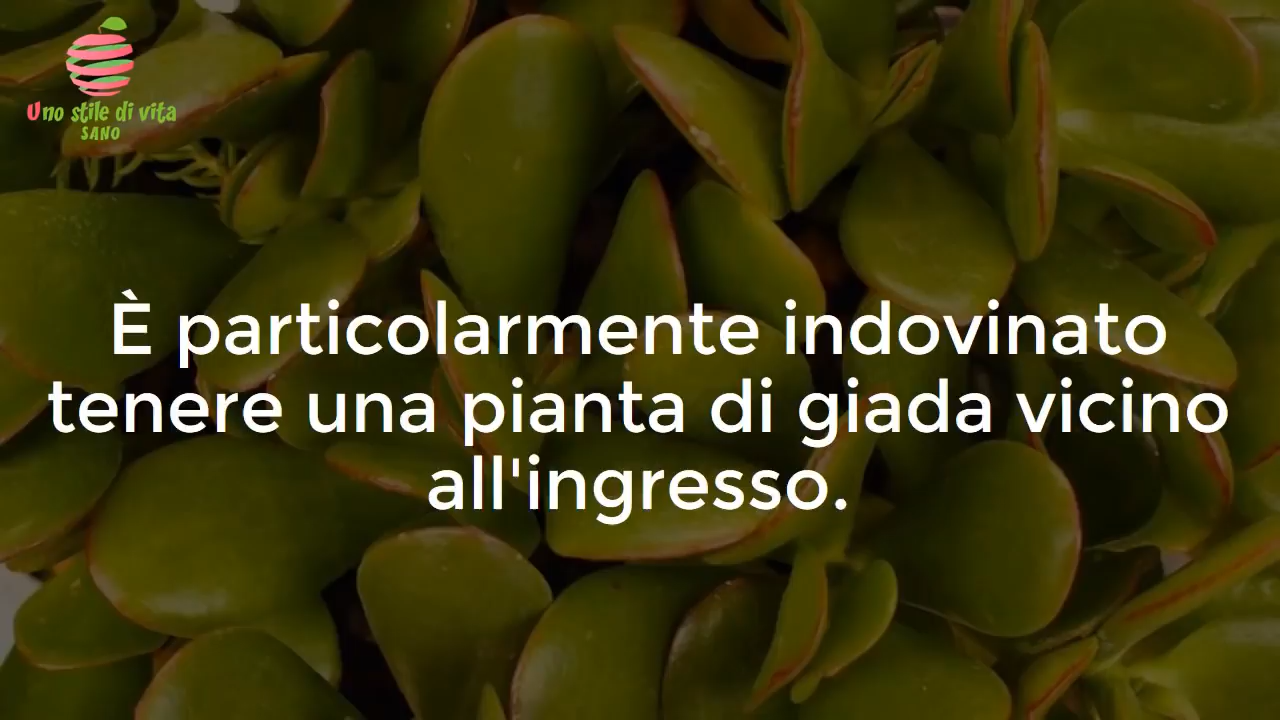 Uno stile di vita
SANO
È particolarmente indovinato
tenere una pianta di giada vicino
all'ingresso.